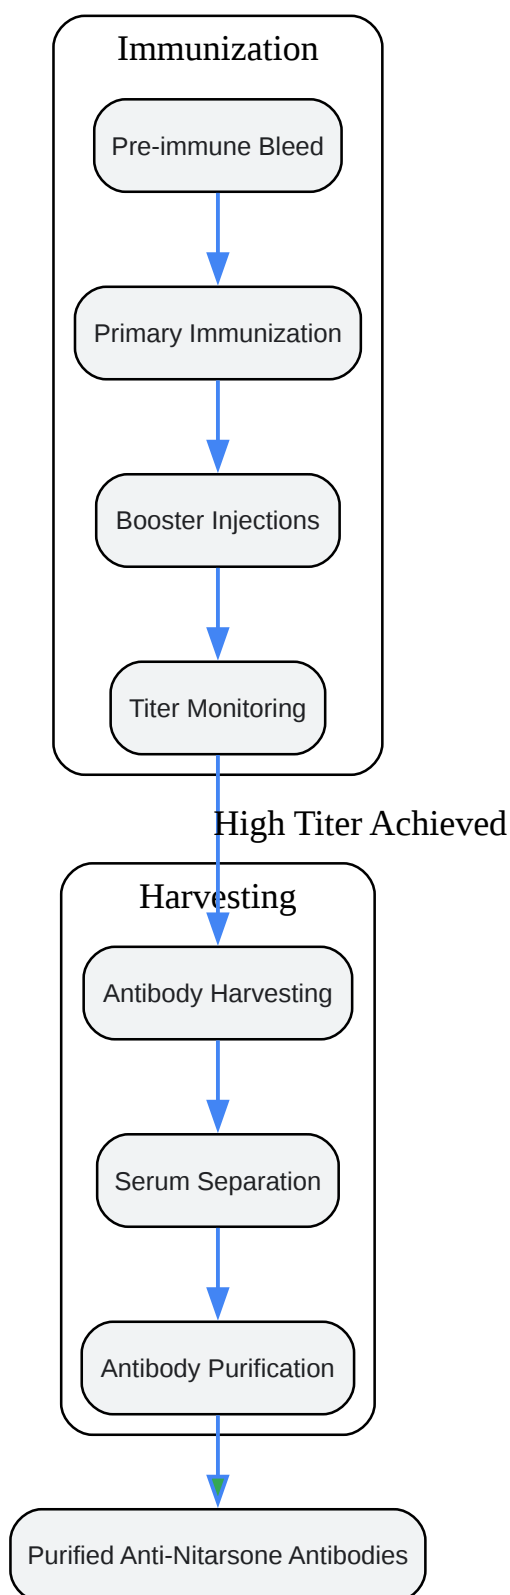 Immunization
Pre-immune Bleed
Primary Immunization
Booster Injections
Titer Monitoring
High Titer Achieved
Harvesting
Antibody Harvesting
Serum Separation
Antibody Purification
Purified Anti-Nitarsone Antibodies